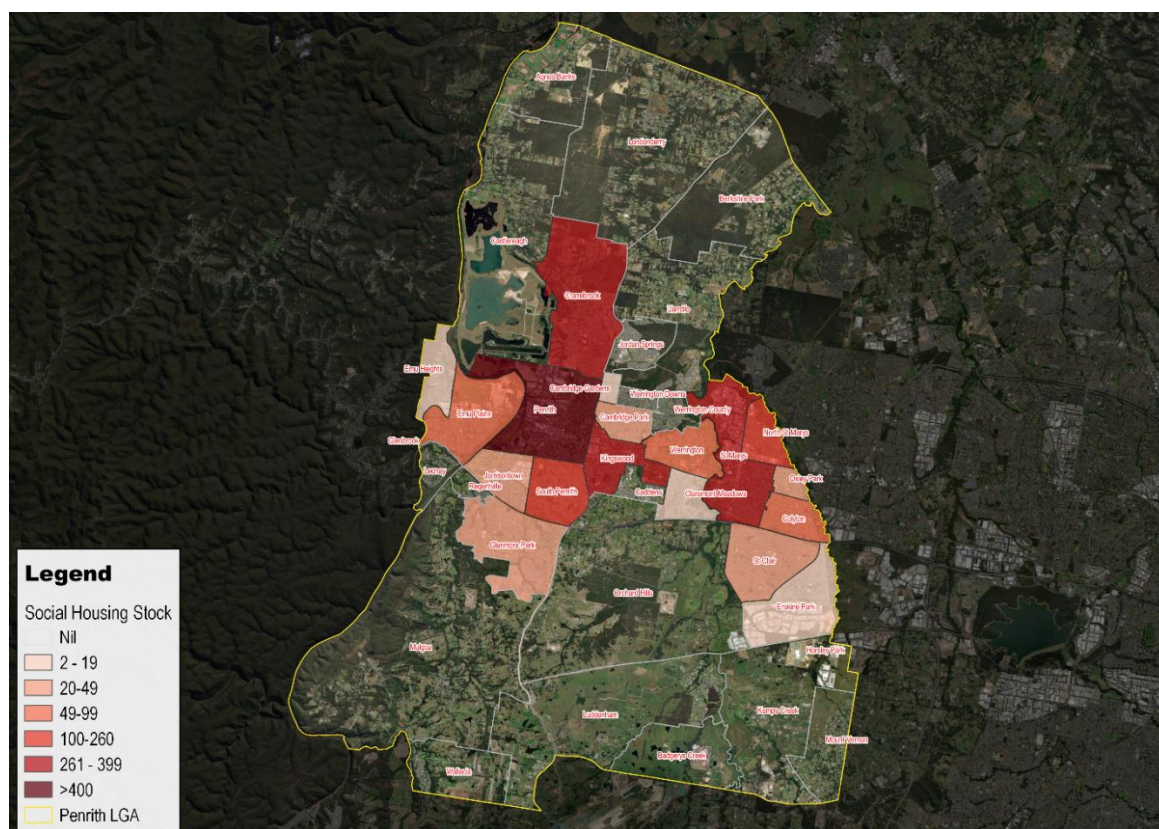 Agnes Banks
Londonderry
Berkshire Park
Castlereagh
Cranebrook
Llandilo
Jordan Springs
Emu Heights
Cambridge Gardens
Werrington Downs
Emu Plains
Penrith
Cambridge Park
Werrington County
North St Marys
Glenbrook
Kingswood
Werrington
St Marys
Leonay
Jamisontown
Regentville
South Penrith
Caddens
Claremont Meadows
Oxley Park
Colyton
Glenmore Park
St Clair
Orchard Hills
Erskine Park
Mulgoa
Horsley Park
Luddenham
Kemps Creek
Mount Vernon
Badgerys Creek
Wallacia
Legend
Social Housing Stock
Nil
2 - 19
20-49
49-99
100-260
261 - 399
>400
Penrith LGA